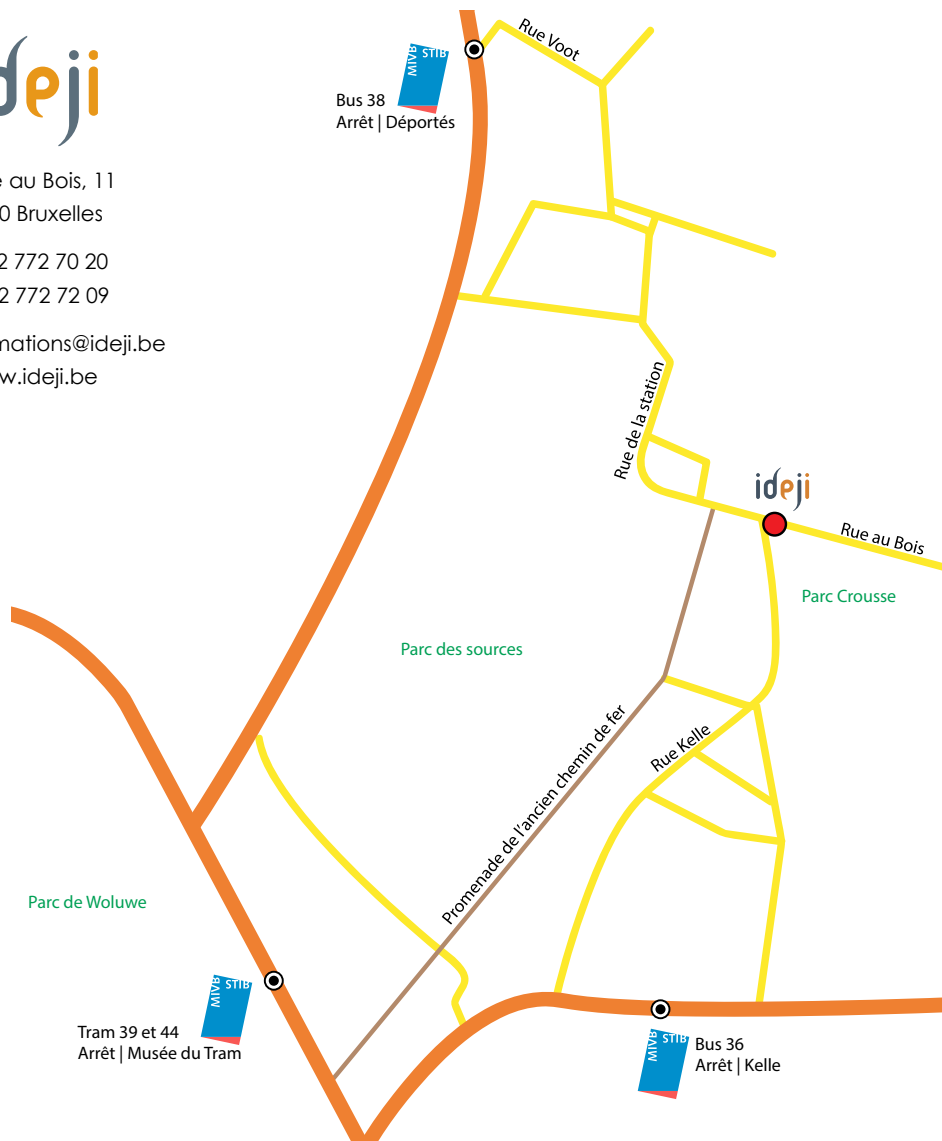 deji
au Bois, 11
0 Bruxelles
2 772 70 20
2 772 72 09
mations@ideji.be
w.ideji.be
MIVB STIB
Bus 38
Arrêt | Déportés
Rue Voot
Rue de la station
ideji
Rue au Bois
Parc Crousse
Parc des sources
Rue Kelle
Promenade de l'ancien chemin de fer
Parc de Woluwe
MIVB STIB
Tram 39 et 44
Arrêt | Musée du Tram
MIVB STIB
Bus 36
Arrêt | Kelle